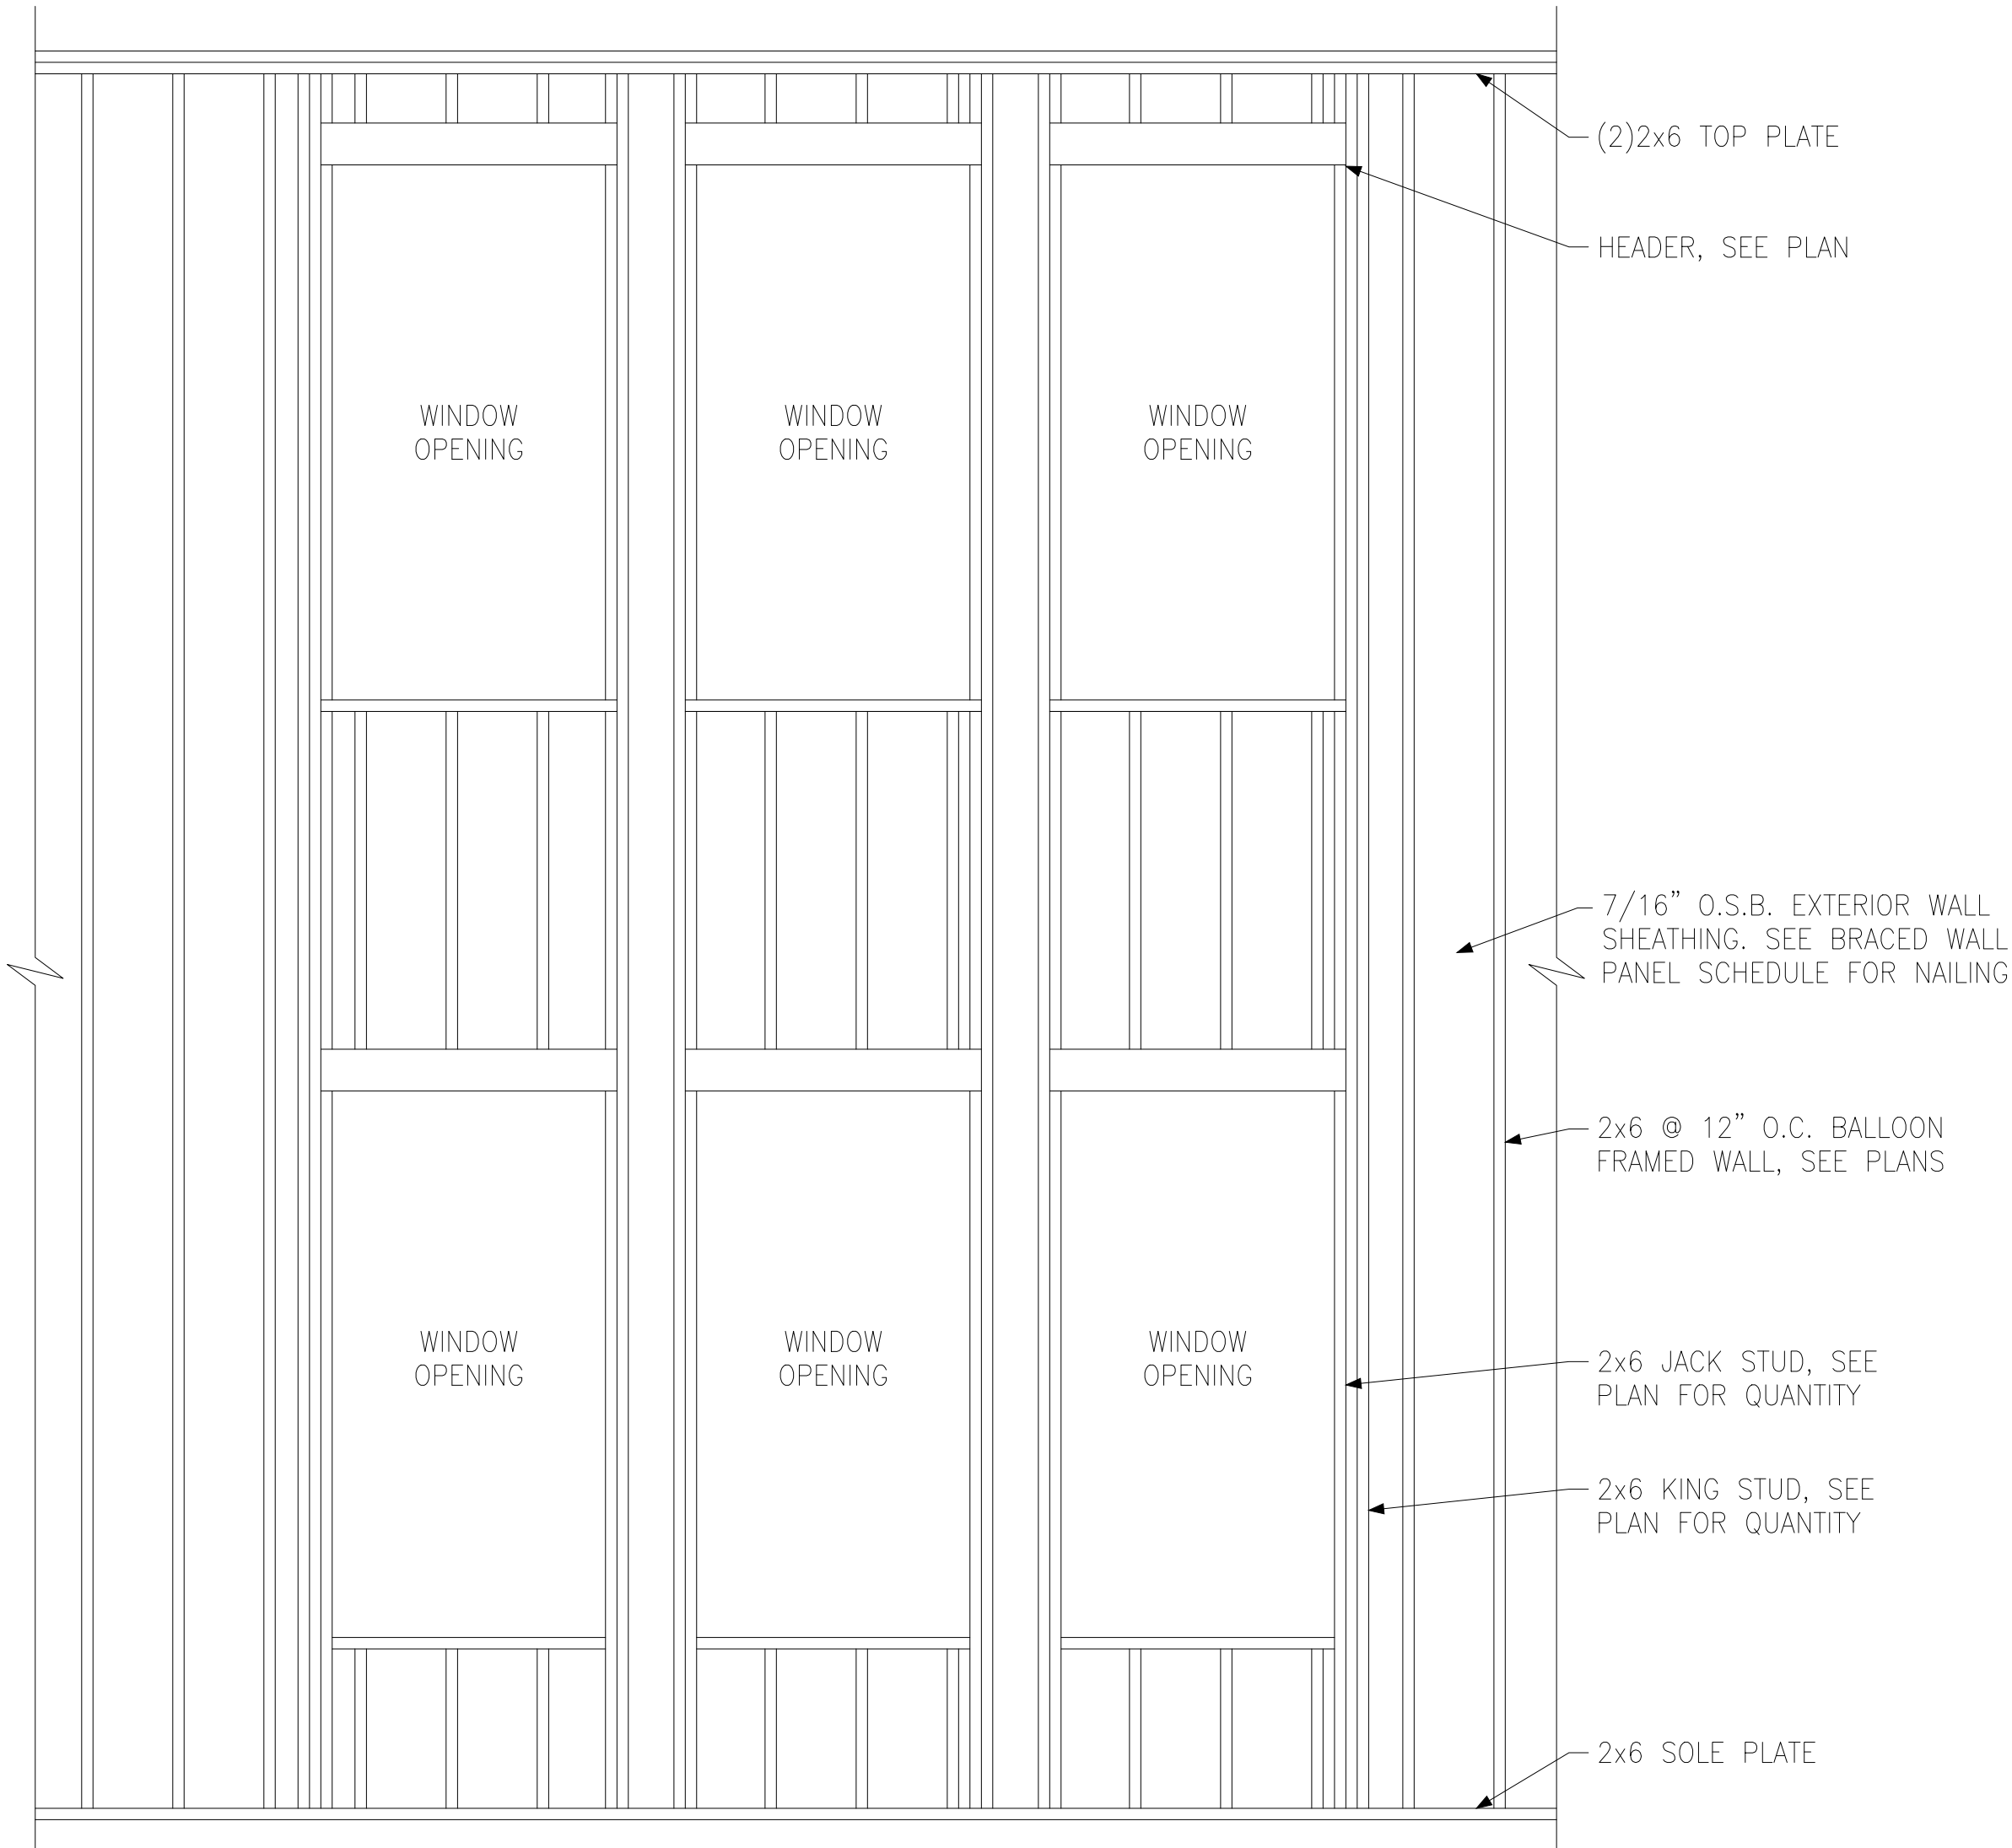 (2)2x6 TOP PLATE
HEADER, SEE PLAN
WINDOW
OPENING
WINDOW
OPENING
WINDOW
OPENING
7/16" O.S.B. EXTERIOR WALL
SHEATHING. SEE BRACED WALL
PANEL SCHEDULE FOR NAILING
2x6 @ 12" O.C. BALLOON
FRAMED WALL, SEE PLANS
WINDOW
OPENING
WINDOW
OPENING
WINDOW
OPENING
2x6 JACK STUD, SEE
PLAN FOR QUANTITY
2x6 KING STUD, SEE
PLAN FOR QUANTITY
2x6 SOLE PLATE